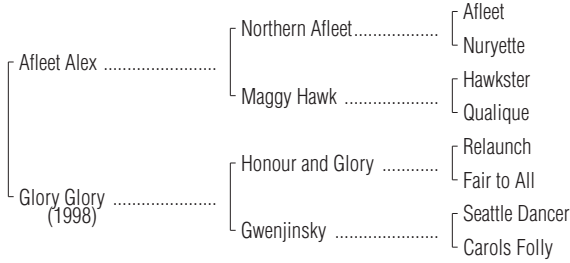 Afleet
Northern Afleet....................
Nuryette
Afleet Alex ...........................
Hawkster
Maggy Hawk ......................
Qualique
Relaunch
Honour and Glory .............
Fair to All
Glory Glory ........................
(1998)
Seattle Dancer
Gwenjinsky ........................
Carols Folly